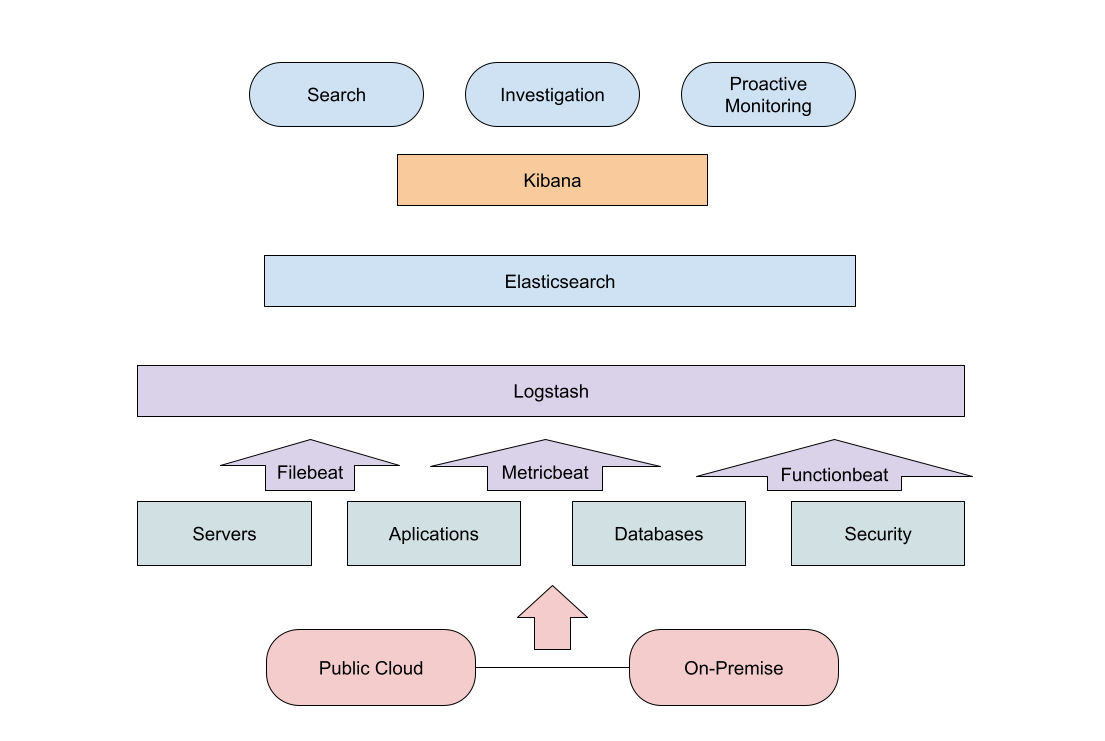 Search
Investigation
Proactive
Monitoring
Kibana
Elasticsearch
Logstash
Filebeat
Metricbeat
Functionbeat
Servers
Aplications
Databases
Security
Public Cloud
On-Premise